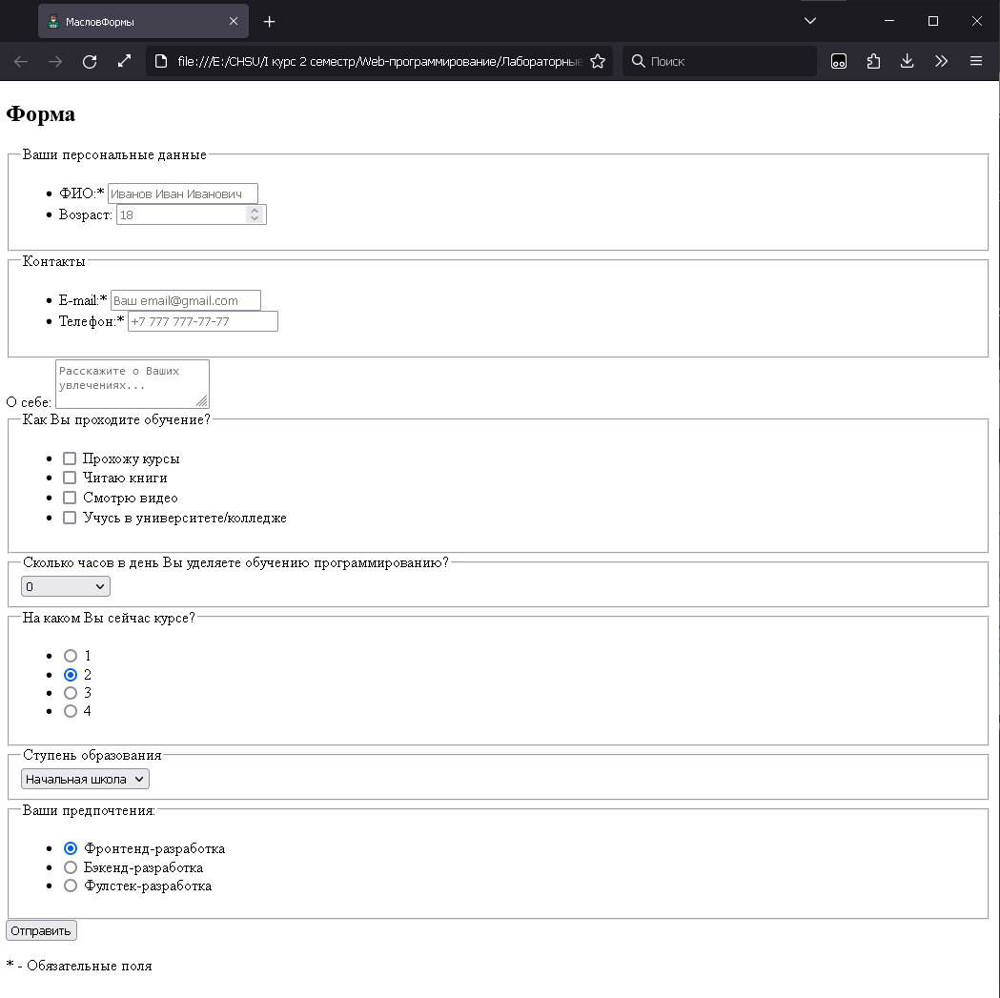 МасловФормы
file:///E:/CHSU/I курс 2 семестр/Web-программирование/Лабораторные
Поиск
Форма
Ваши персональные данные
ФИО:* Иванов Иван Иванович
Возраст: 18
Контакты
E-mail:* Ваш email@gmail.com
Телефон:* +7 777 777-77-77
Расскажите о Ваших
увлечениях...
О себе:
Как Вы проходите обучение?
Прохожу курсы
Читаю книги
Смотрю видео
Учусь в университете/колледже
Сколько часов в день Вы уделяете обучению программированию?
0
На каком Вы сейчас курсе?
1
2
3
4
Ступень образования
Начальная школа
Ваши предпочтения:
Фронтенд-разработка
Бэкенд-разработка
Фулстек-разработка
Отправить
* - Обязательные поля